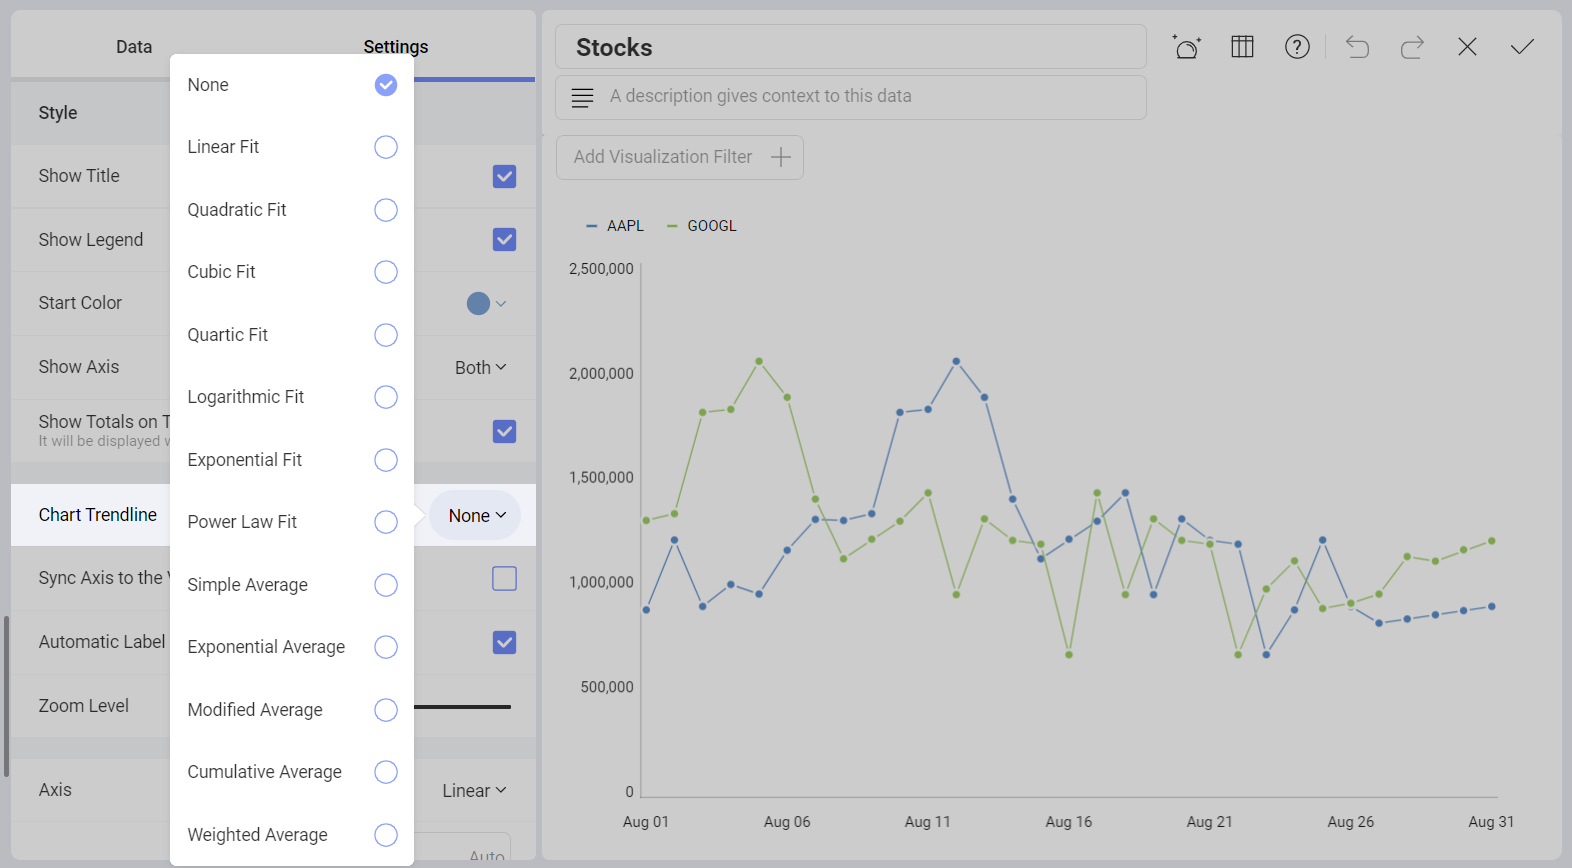 Data
Settings
Style
Show Title
Show Legend
Start Color
Show Axis
Both
Show Totals on T
It will be displayed w
Chart Trendline
None
Sync Axis to the V
Automatic Label
Zoom Level
Axis
Linear
Auto
None
Linear Fit
Quadratic Fit
Cubic Fit
Quartic Fit
Logarithmic Fit
Exponential Fit
Power Law Fit
Simple Average
Exponential Average
Modified Average
Cumulative Average
Weighted Average
Stocks
?
A description gives context to this data
Add Visualization Filter
AAPL GOOGL
2,500,000
2,000,000
1,500,000
1,000,000
500,000
0
Aug 01 Aug 06 Aug 11 Aug 16 Aug 21 Aug 26 Aug 31